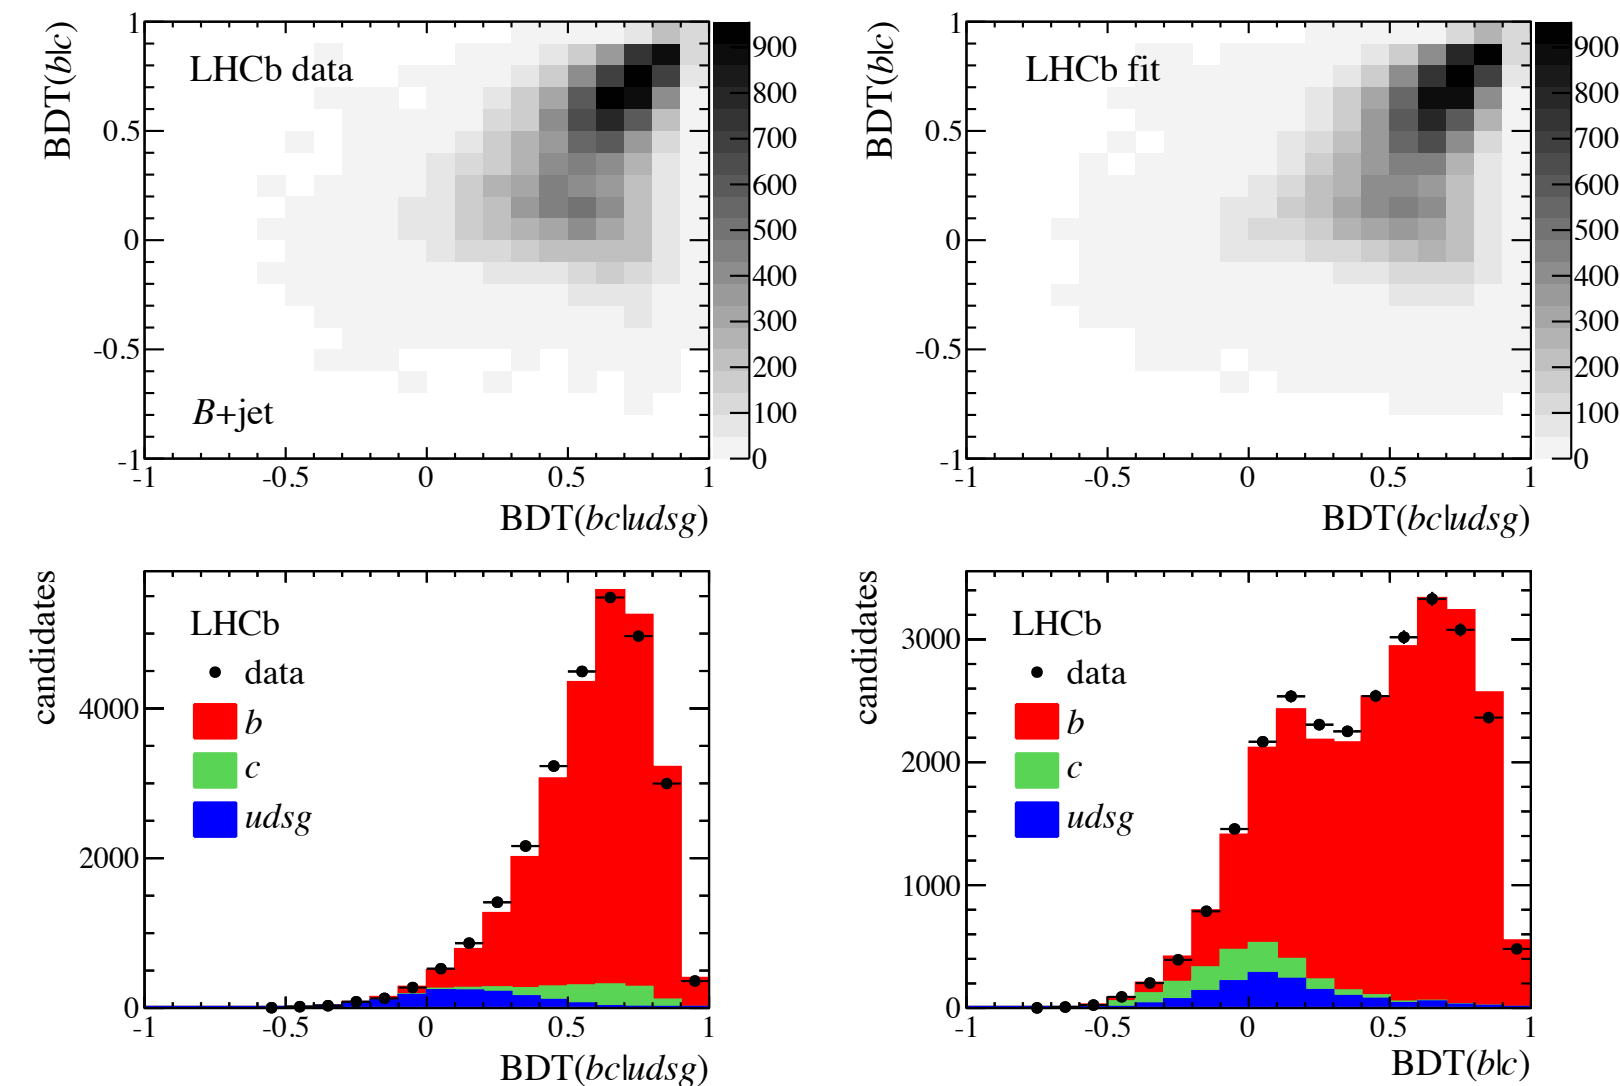 LHCb data
B+jet
BDT(b|c)
1
0.5
0
-0.5
-1
-1
-0.5
0
0.5
1
BDT(bc|udsg)
900
800
700
600
500
400
300
200
100
0
LHCb fit
BDT(b|c)
1
0.5
0
-0.5
-1
-1
-0.5
0
0.5
1
BDT(bc|udsg)
900
800
700
600
500
400
300
200
100
0
candidates
4000
2000
0
LHCb
data
b
c
udsg
-1
-0.5
0
0.5
1
BDT(bc|udsg)
candidates
3000
2000
1000
0
LHCb
data
b
c
udsg
-1
-0.5
0
0.5
1
BDT(b|c)